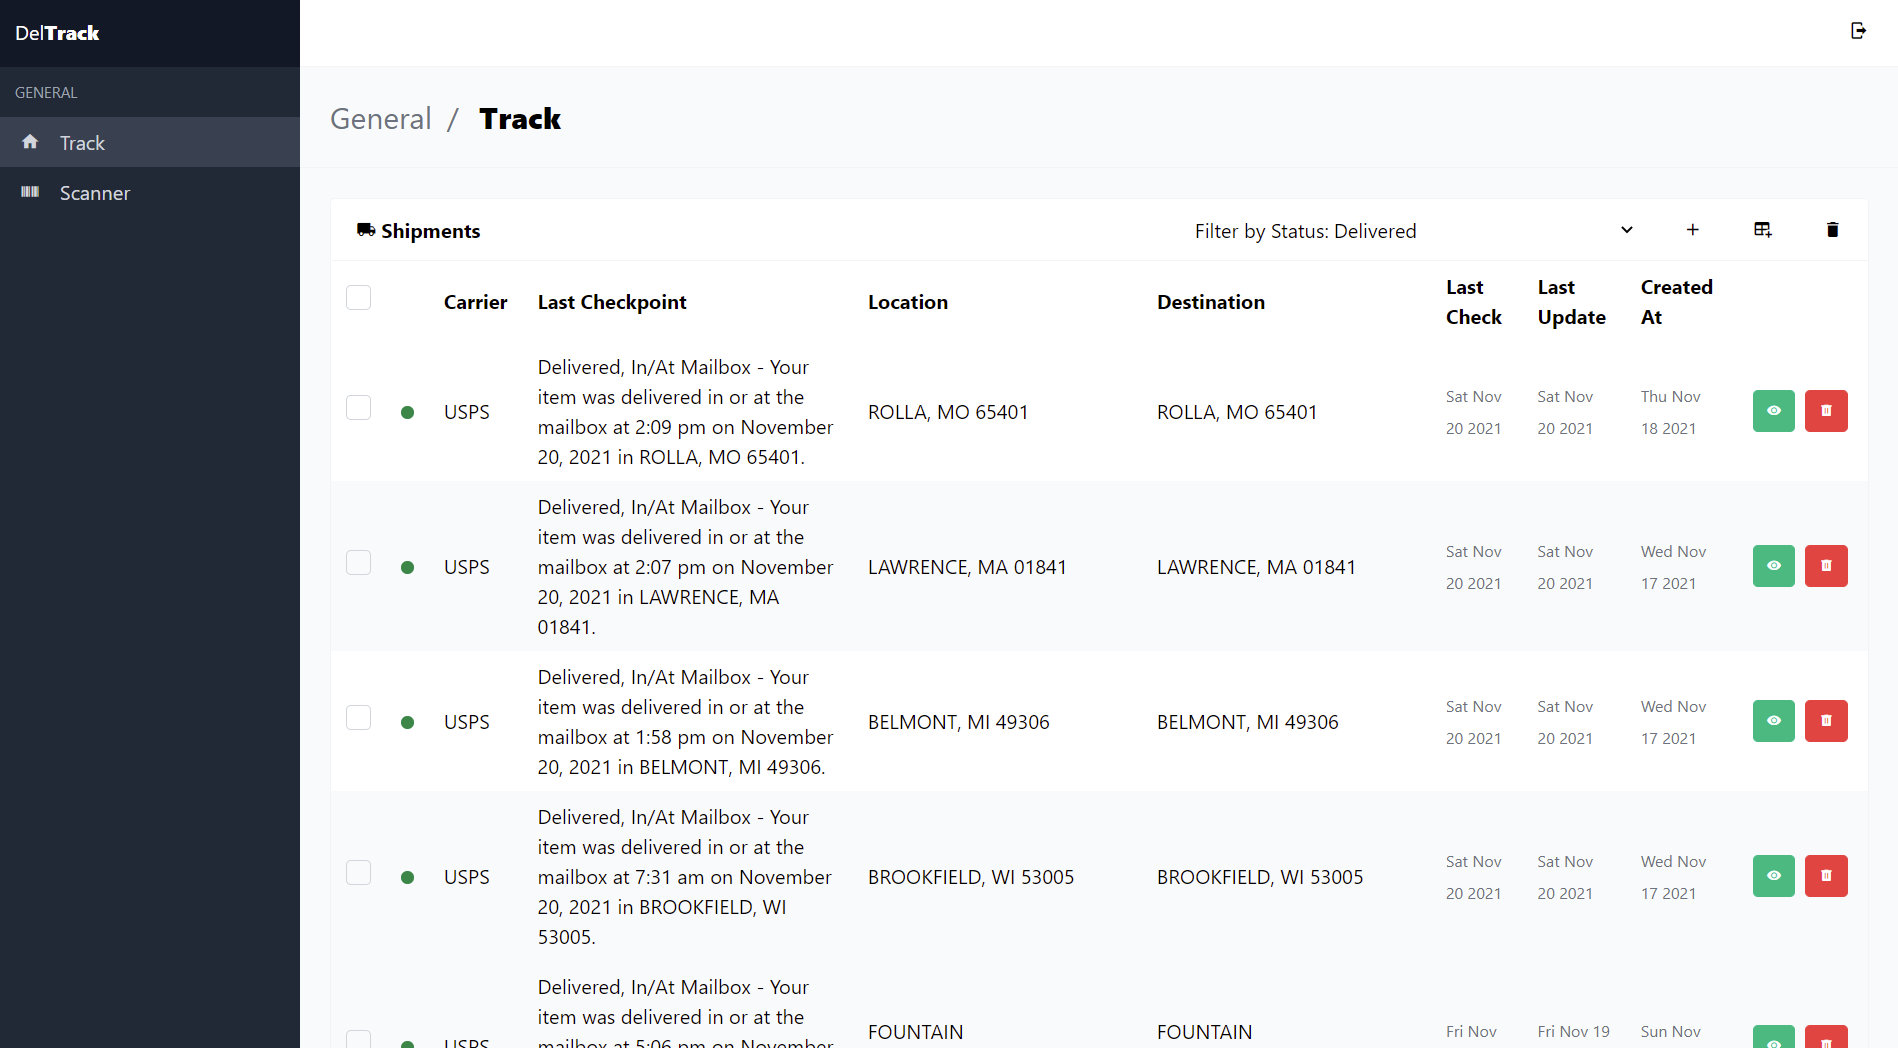 DelTrack
GENERAL
Track
Scanner
General / Track
Shipments
Filter by Status: Delivered
Carrier
Last Checkpoint
Location
Destination
Last
Check
Last
Update
Created
At
USPS
Delivered, In/At Mailbox - Your
item was delivered in or at the
mailbox at 2:09 pm on November
20, 2021 in ROLLA, MO 65401.
ROLLA, MO 65401
ROLLA, MO 65401
Sat Nov
20 2021
Sat Nov
20 2021
Thu Nov
18 2021
USPS
Delivered, In/At Mailbox - Your
item was delivered in or at the
mailbox at 2:07 pm on November
20, 2021 in LAWRENCE, MA
01841.
LAWRENCE, MA 01841
LAWRENCE, MA 01841
Sat Nov
20 2021
Sat Nov
20 2021
Wed Nov
17 2021
USPS
Delivered, In/At Mailbox - Your
item was delivered in or at the
mailbox at 1:58 pm on November
20, 2021 in BELMONT, MI 49306.
BELMONT, MI 49306
BELMONT, MI 49306
Sat Nov
20 2021
Sat Nov
20 2021
Wed Nov
17 2021
USPS
Delivered, In/At Mailbox - Your
item was delivered in or at the
mailbox at 7:31 am on November
20, 2021 in BROOKFIELD, WI
53005.
BROOKFIELD, WI 53005
BROOKFIELD, WI 53005
Sat Nov
20 2021
Sat Nov
20 2021
Wed Nov
17 2021
USPS
Delivered, In/At Mailbox - Your
item was delivered in or at the
mailbox at 5:06 pm on November
FOUNTAIN
FOUNTAIN
Fri Nov
Fri Nov 19
Sun Nov